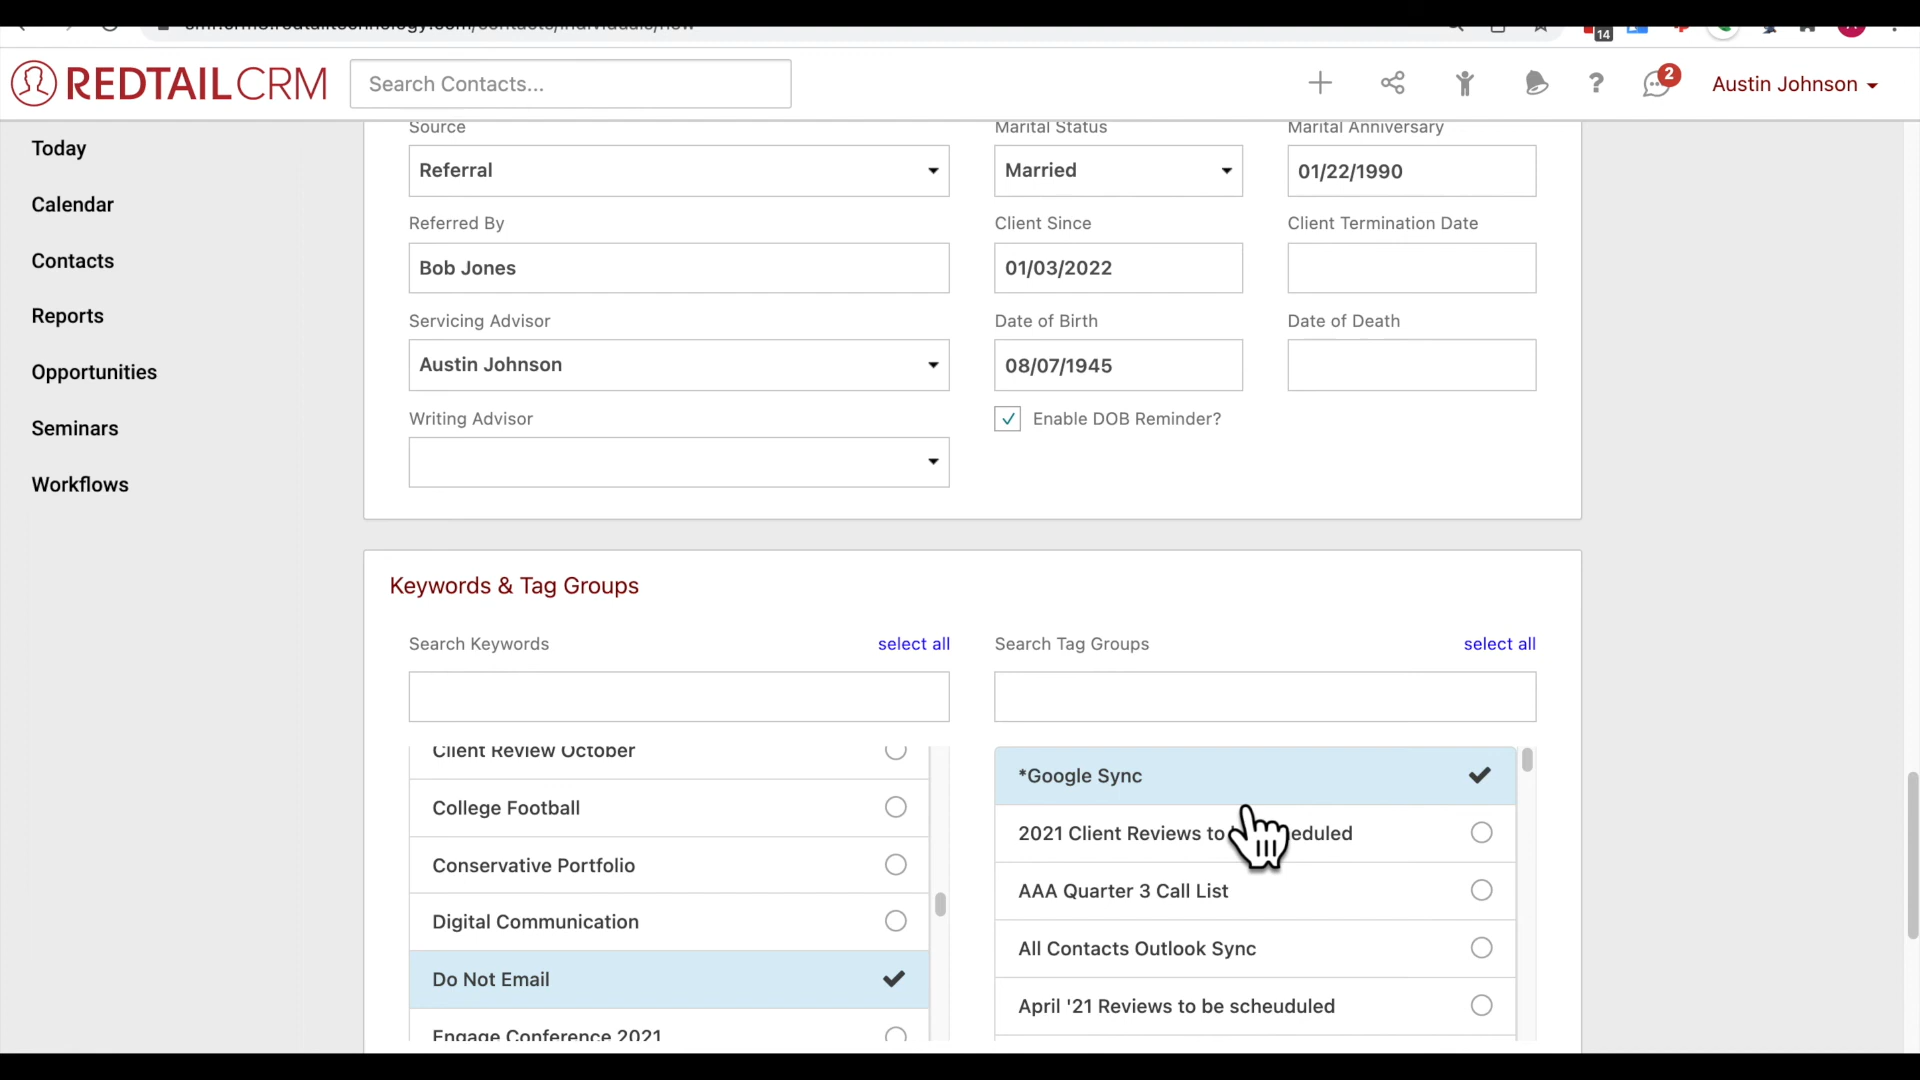 14
REDTAILCRM
Search Contacts...
?
2
Austin Johnson
Today
Calendar
Contacts
Reports
Opportunities
Seminars
Workflows
Source
Marital Status
Marital Anniversary
Referral
Married
01/22/1990
Referred By
Client Since
Client Termination Date
Bob Jones
01/03/2022
Servicing Advisor
Date of Birth
Date of Death
Austin Johnson
08/07/1945
Writing Advisor
Enable DOB Reminder?
Keywords & Tag Groups
Search Keywords
select all
Search Tag Groups
select all
Client Review October
College Football
Conservative Portfolio
Digital Communication
Do Not Email
Engage Conference 2021
*Google Sync
2021 Client Reviews to
AAA Quarter 3 Call List
All Contacts Outlook Sync
April '21 Reviews to be scheuduled